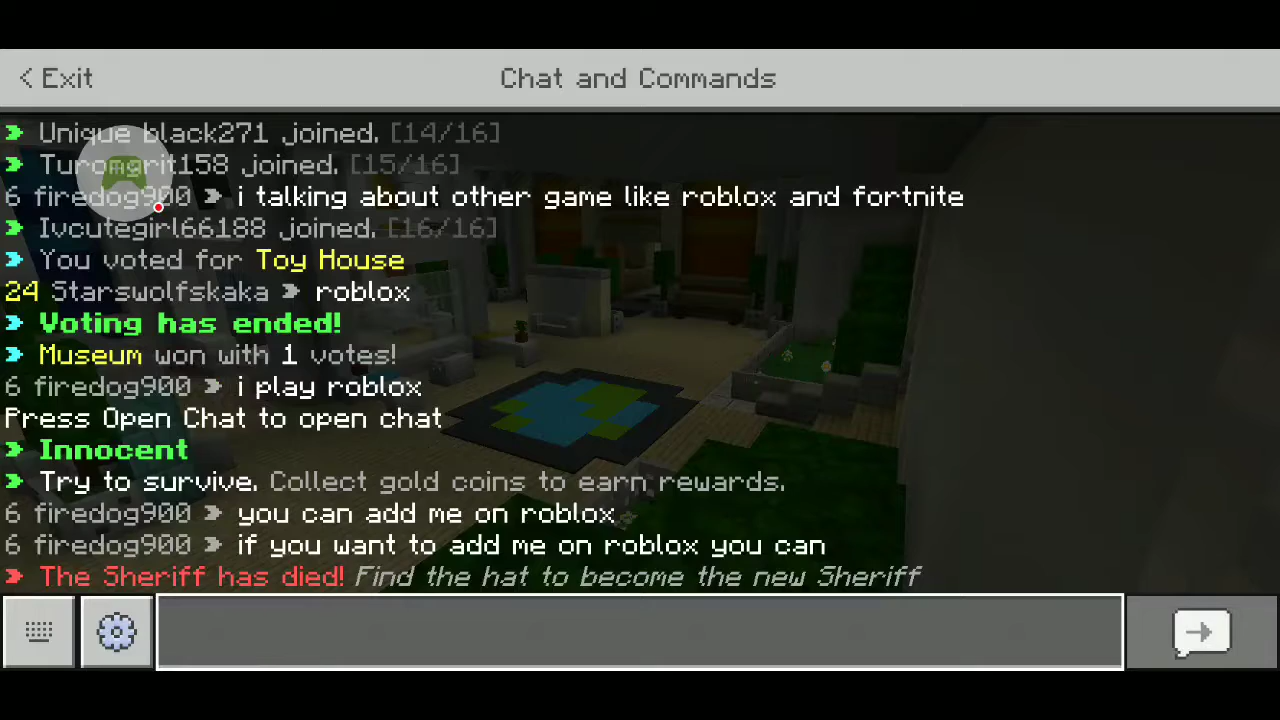 < Exit
Chat and Commands
Unique black271 joined. [14/16]
Turomgrit158 joined. [15/16]
6 firedog900 » i talking about other game like roblox and fortnite
Ivcutegirl66188 joined. [16/16]
You voted for Toy House
24 Starswolfskaka » roblox
Voting has ended!
Museum won with 1 votes!
6 firedog900 » i play roblox
Press Open Chat to open chat
Innocent
Try to survive. Collect gold coins to earn rewards.
6 firedog900 » you can add me on roblox
6 firedog900 » if you want to add me on roblox you can
The Sheriff has died! Find the hat to become the new Sheriff